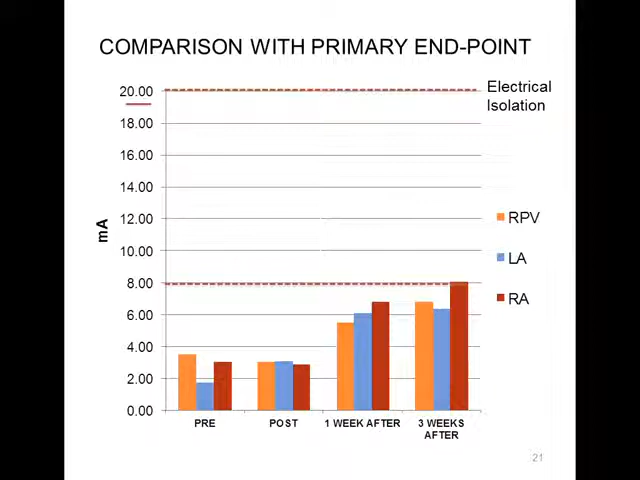 COMPARISON WITH PRIMARY END-POINT
Electrical
Isolation
20.00
18.00
16.00
14.00
12.00
10.00
8.00
6.00
4.00
2.00
0.00
mA
RPV
LA
RA
PRE
POST
1 WEEK AFTER
3 WEEKS
AFTER
21